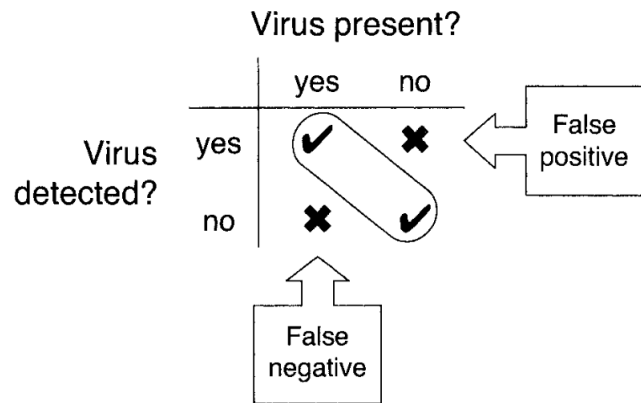 Virus present?
yes no
Virus
detected?
yes
no
False
positive
False
negative